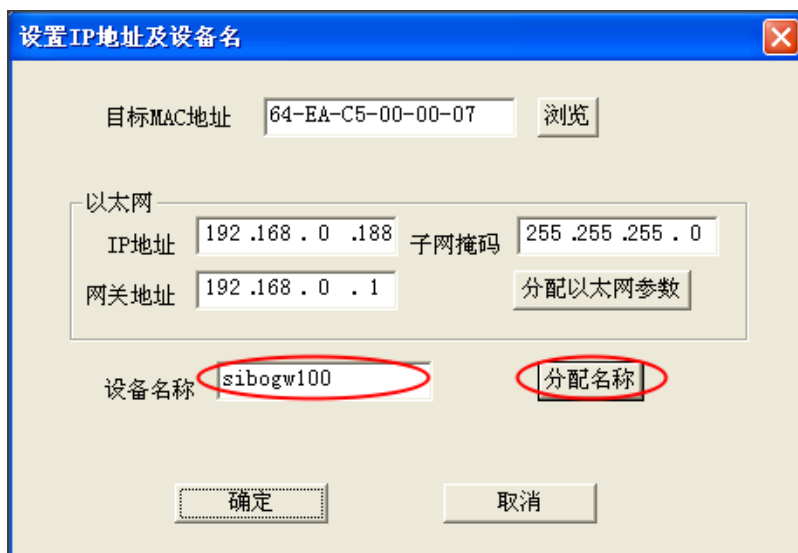 设置IP地址及设备名
目标MAC地址 64-EA-C5-00-00-07 浏览
以太网
IP地址 192 .168 . 0 .188 子网掩码 255 .255 .255 . 0
网关地址 192 .168 . 0 . 1 分配以太网参数
设备名称 sibogw100 分配名称
确定 取消